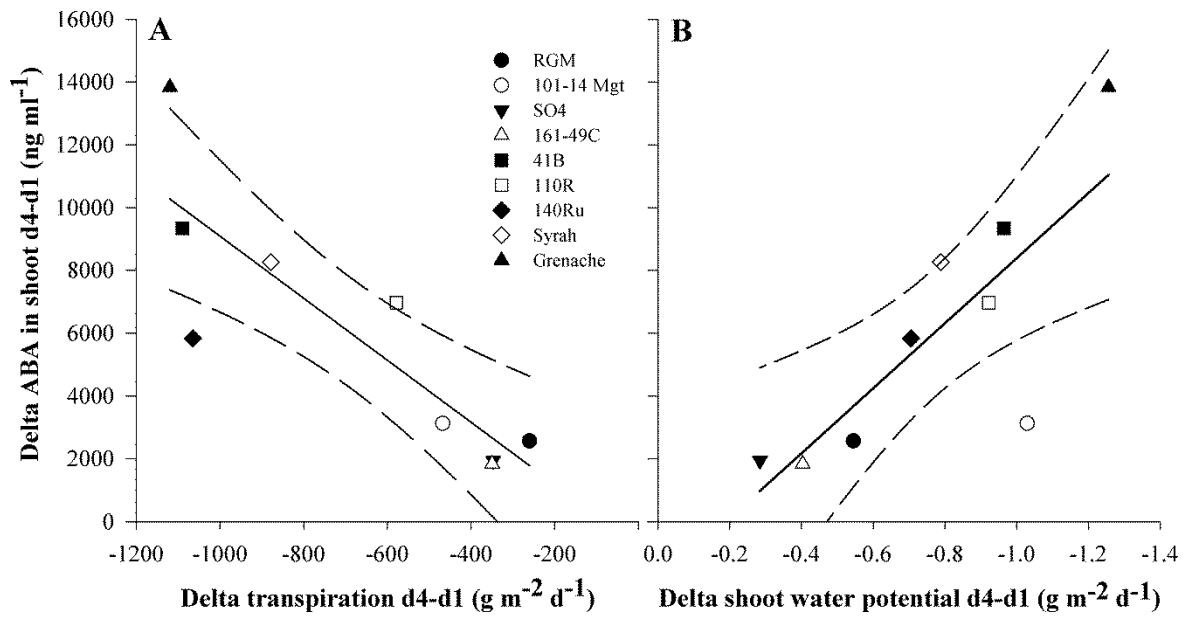 A
B
Delta ABA in shoot d4-d1 (ng ml⁻¹)
16000
14000
12000
10000
8000
6000
4000
2000
0
RGM
101-14 Mgt
SO4
161-49C
41B
110R
140Ru
Syrah
Grenache
-1200 -1000 -800 -600 -400 -200
0.0 -0.2 -0.4 -0.6 -0.8 -1.0 -1.2 -1.4
Delta transpiration d4-d1 (g m⁻² d⁻¹)
Delta shoot water potential d4-d1 (g m⁻² d⁻¹)